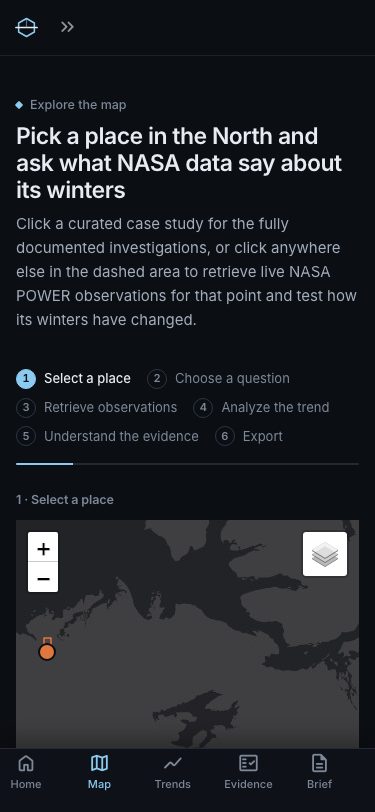 Explore the map
Pick a place in the North and
ask what NASA data say about
its winters
Click a curated case study for the fully
documented investigations, or click anywhere
else in the dashed area to retrieve live NASA
POWER observations for that point and test how
its winters have changed.
1 Select a place 2 Choose a question
3 Retrieve observations 4 Analyze the trend
5 Understand the evidence 6 Export
1 · Select a place
+
−
Home Map Trends Evidence Brief